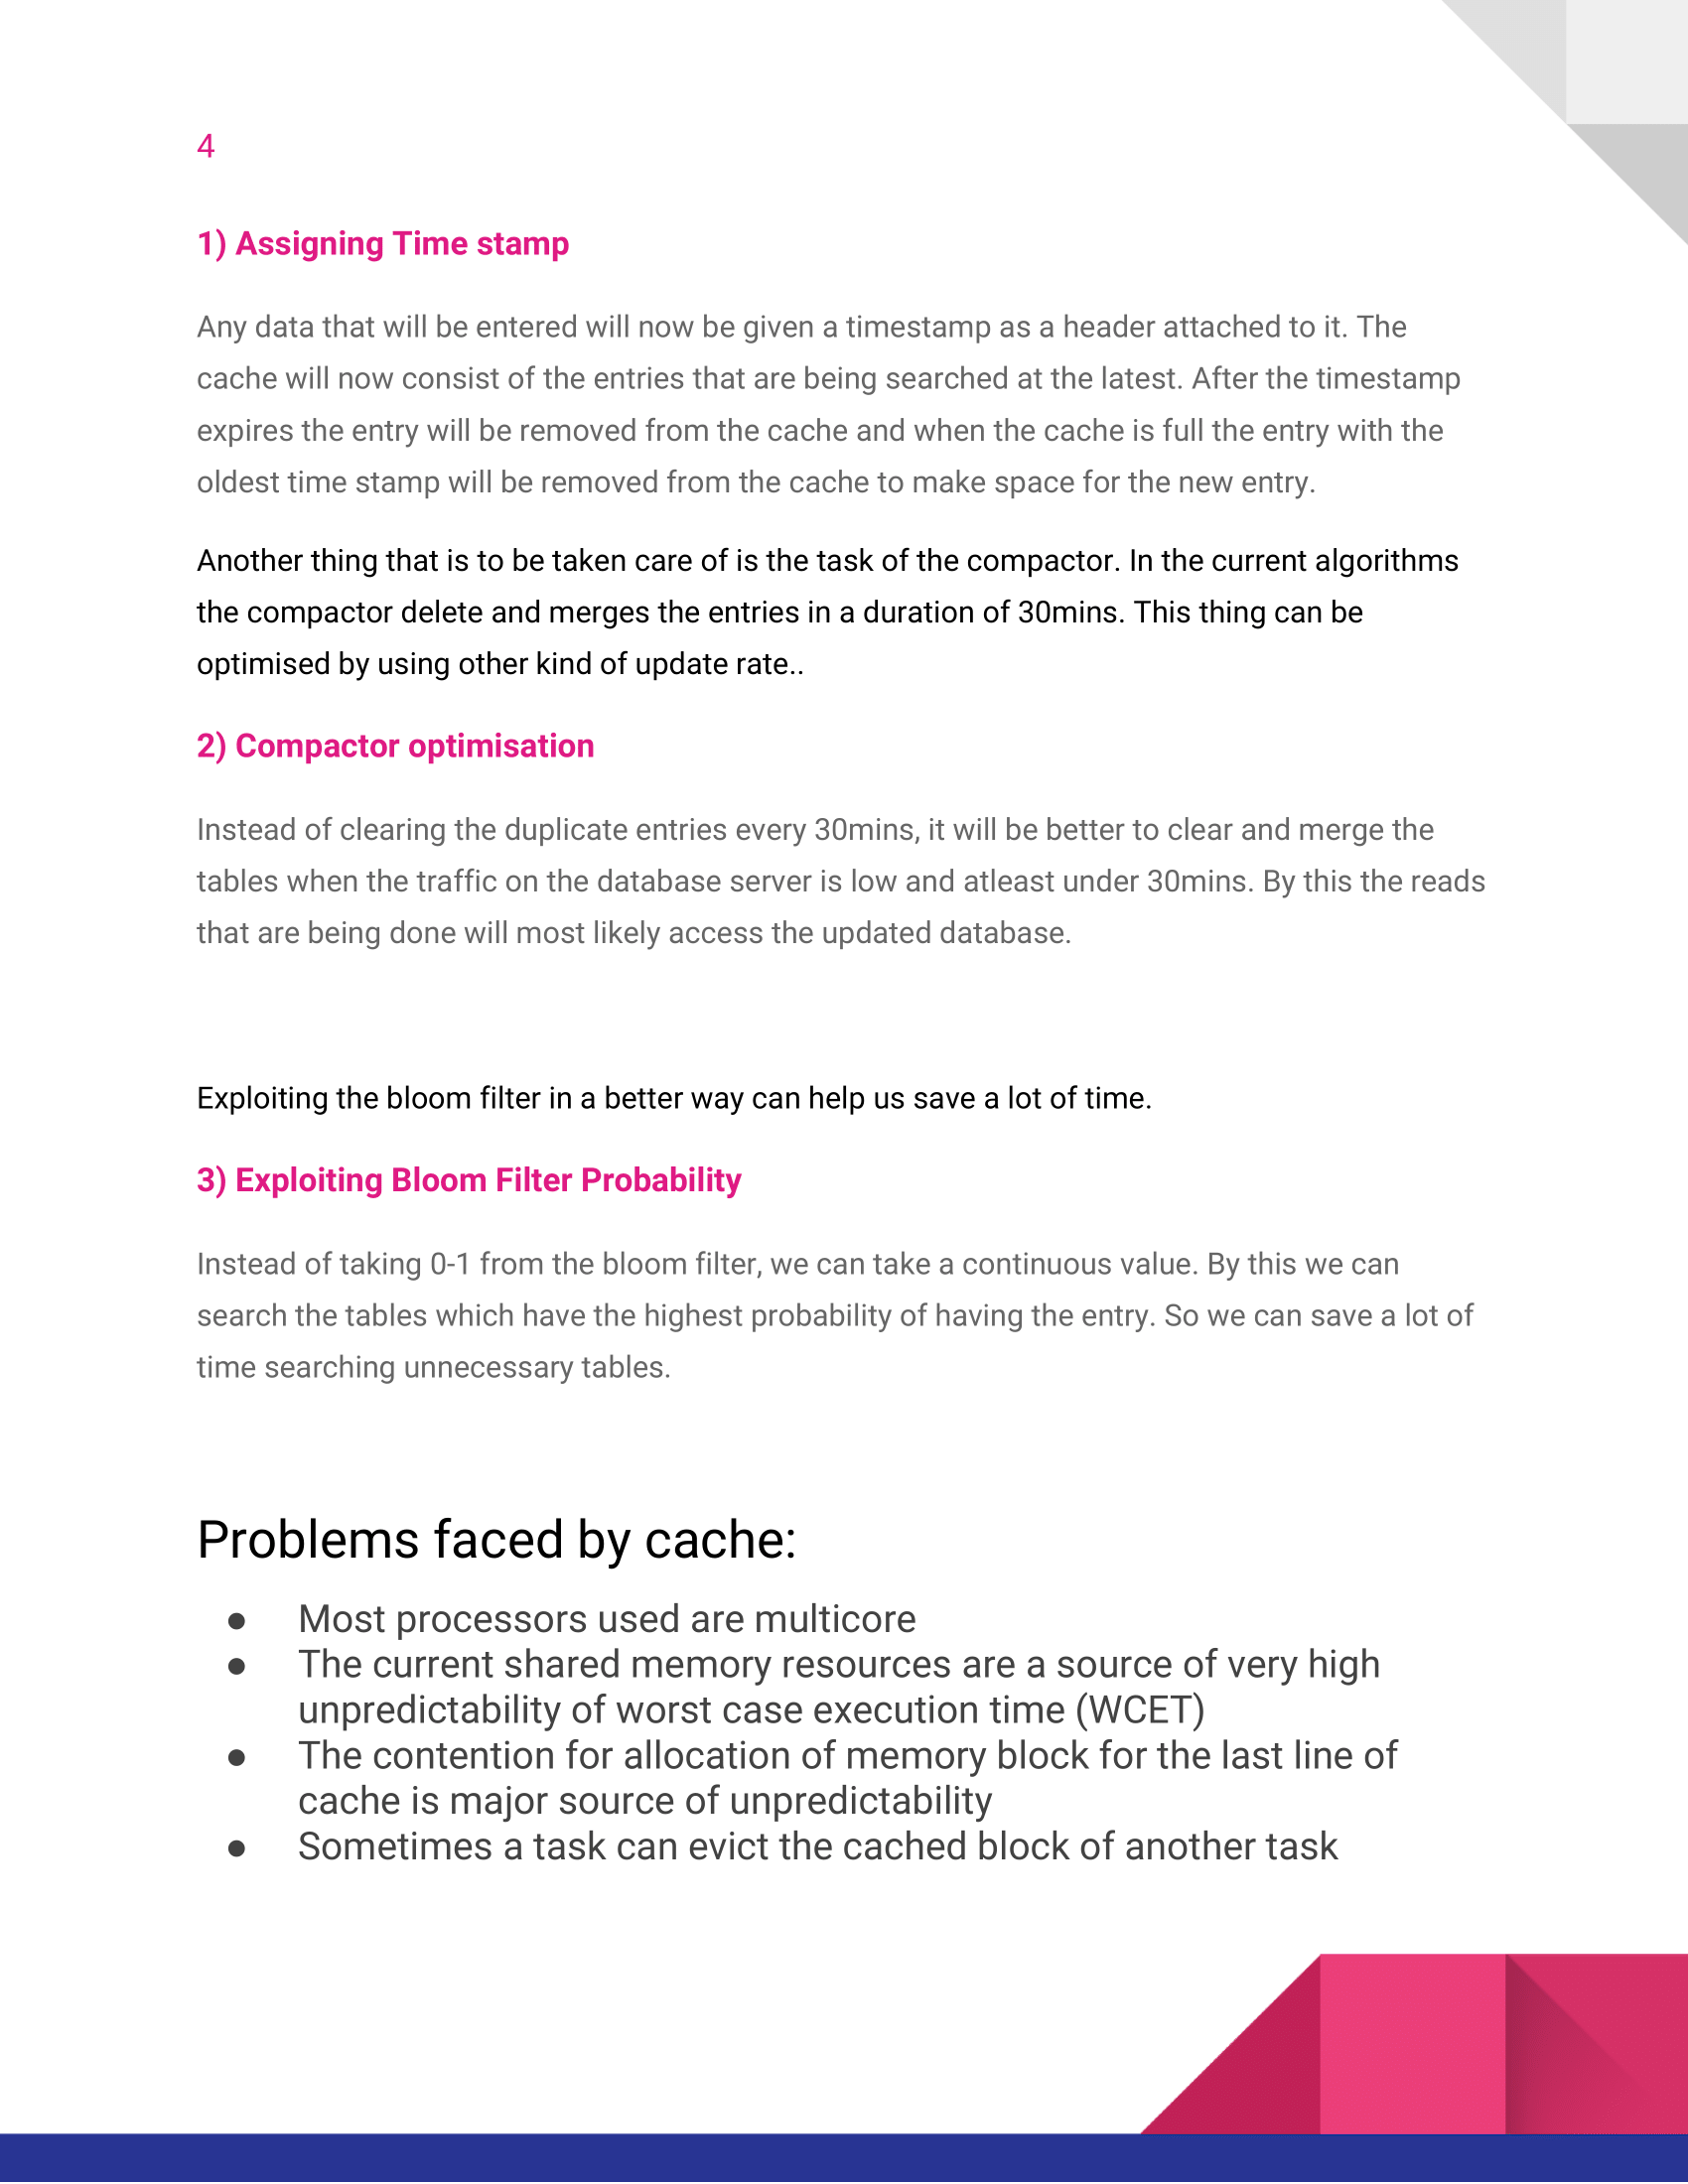 4
1) Assigning Time stamp
Any data that will be entered will now be given a timestamp as a header attached to it. The
cache will now consist of the entries that are being searched at the latest. After the timestamp
expires the entry will be removed from the cache and when the cache is full the entry with the
oldest time stamp will be removed from the cache to make space for the new entry.
Another thing that is to be taken care of is the task of the compactor. In the current algorithms
the compactor delete and merges the entries in a duration of 30mins. This thing can be
optimised by using other kind of update rate..
2) Compactor optimisation
Instead of clearing the duplicate entries every 30mins, it will be better to clear and merge the
tables when the traffic on the database server is low and atleast under 30mins. By this the reads
that are being done will most likely access the updated database.
Exploiting the bloom filter in a better way can help us save a lot of time.
3) Exploiting Bloom Filter Probability
Instead of taking 0-1 from the bloom filter, we can take a continuous value. By this we can
search the tables which have the highest probability of having the entry. So we can save a lot of
time searching unnecessary tables.
Problems faced by cache:
● Most processors used are multicore
● The current shared memory resources are a source of very high
unpredictability of worst case execution time (WCET)
● The contention for allocation of memory block for the last line of
cache is major source of unpredictability
● Sometimes a task can evict the cached block of another task